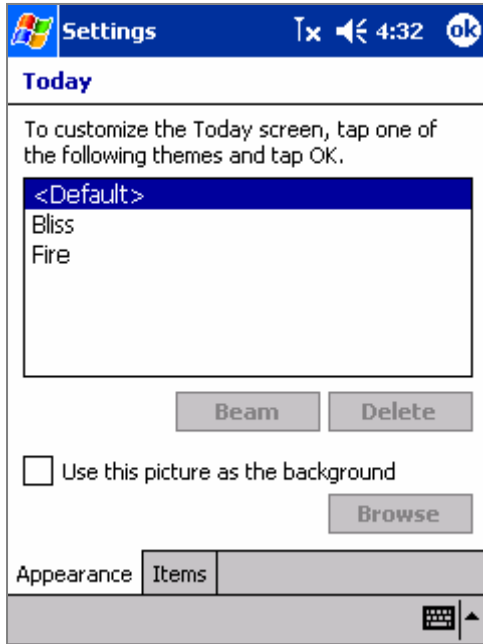 Settings 4:32 ok
Today
To customize the Today screen, tap one of
the following themes and tap OK.
<Default>
Bliss
Fire
Beam Delete
Use this picture as the background
Browse
Appearance Items